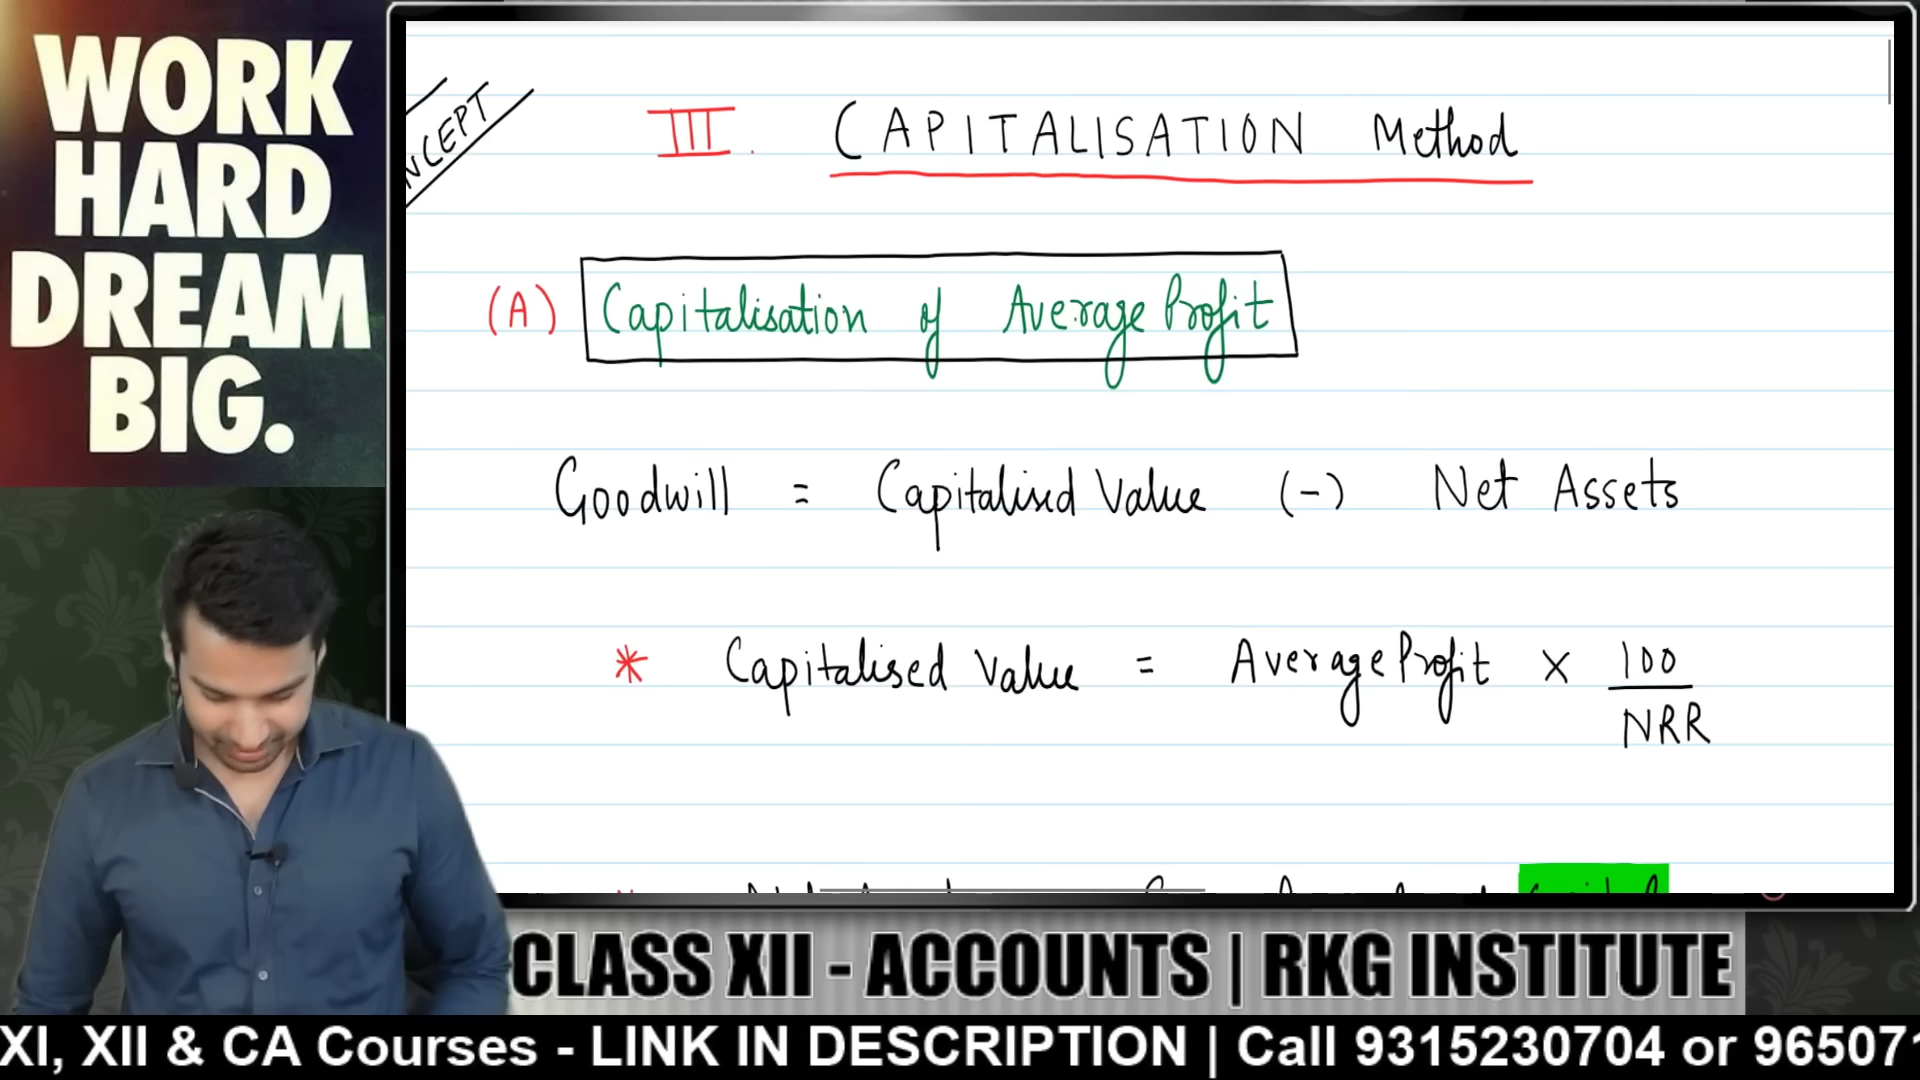 WORK
HARD
DREAM
BIG.
NCEPT
III. CAPITALISATION Method
(A) Capitalisation of Average Profit
Goodwill = Capitalised Value (-) Net Assets
* Capitalised Value = Average Profit × 100
NRR
CLASS XII - ACCOUNTS | RKG INSTITUTE
XI, XII & CA Courses - LINK IN DESCRIPTION | Call 9315230704 or 965071